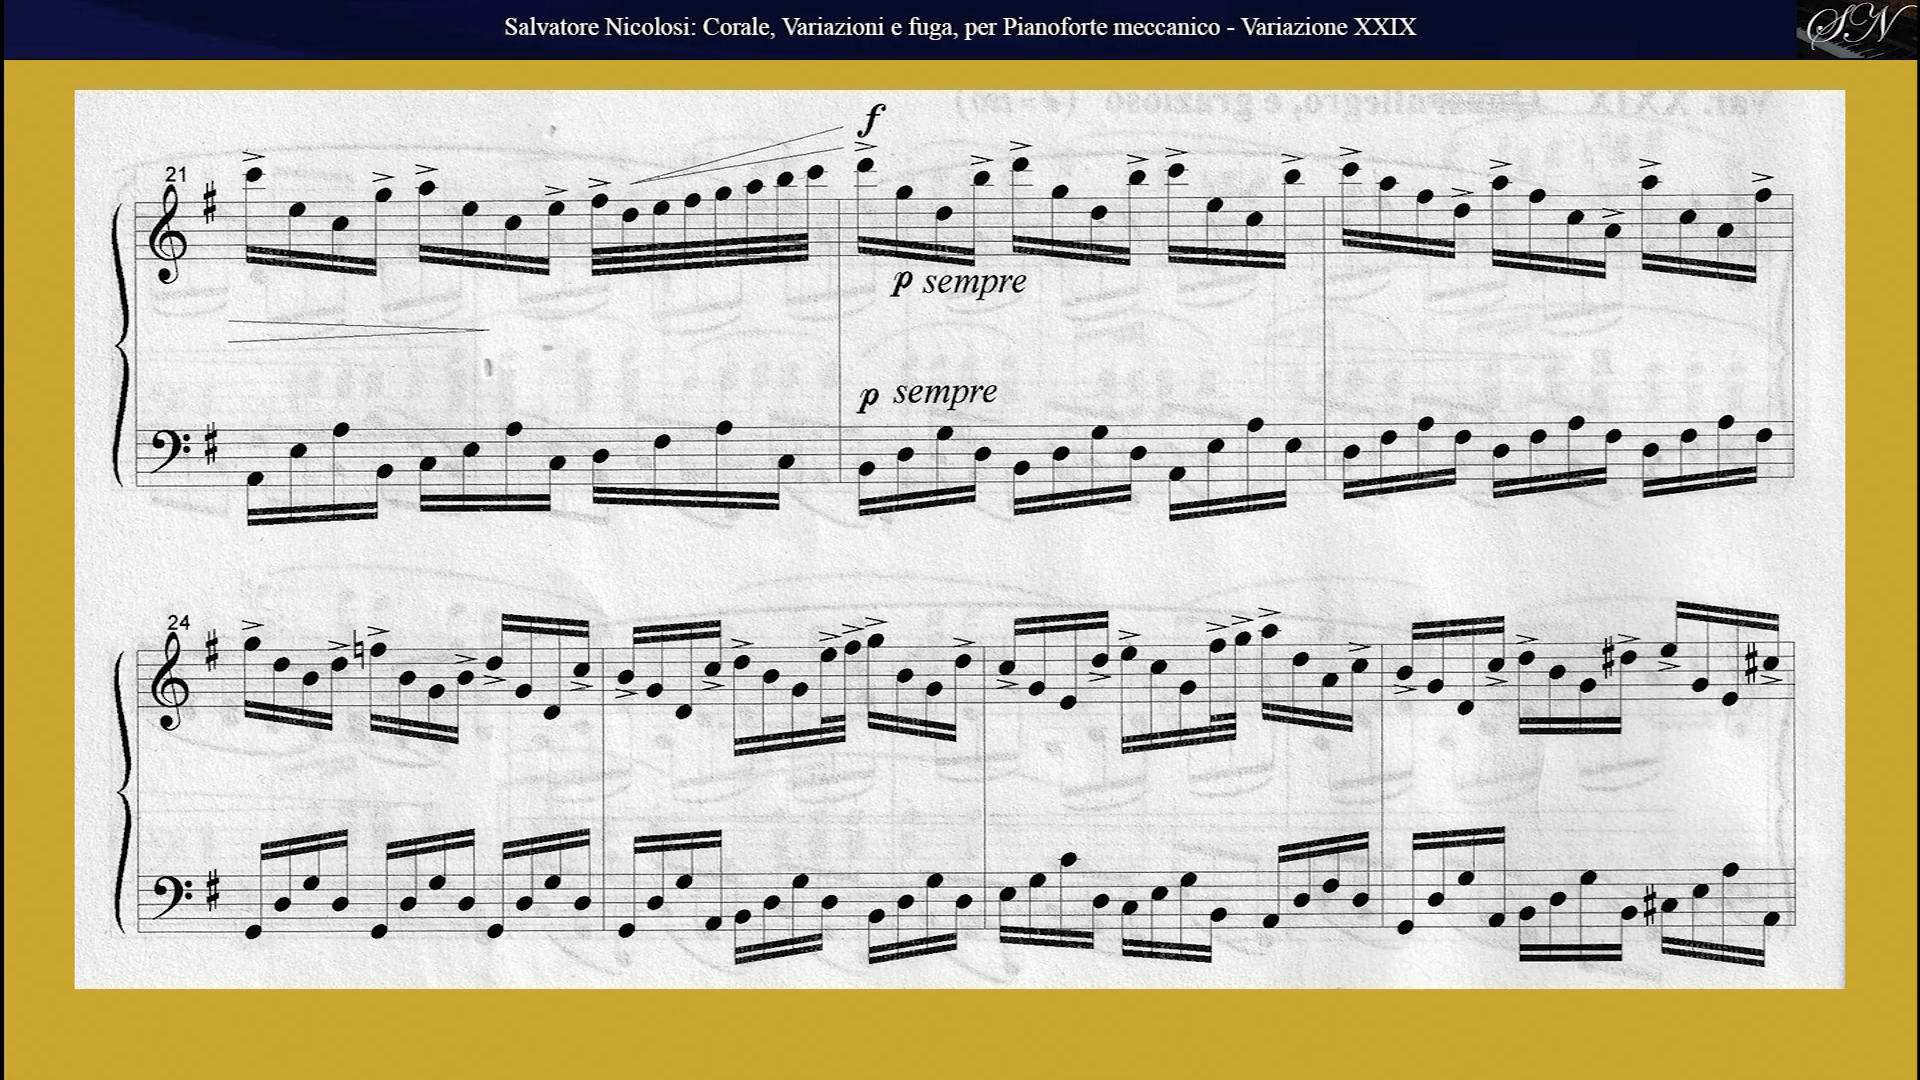 Salvatore Nicolosi: Corale, Variazioni e fuga, per Pianoforte meccanico - Variazione XXIX
SN
f
21
p sempre
p sempre
24